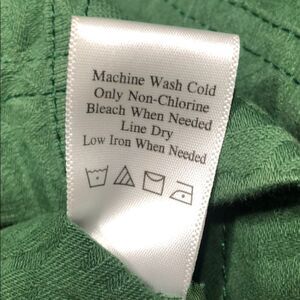 Machine Wash Cold
Only Non-Chlorine
Bleach When Needed
Line Dry
Low Iron When Needed